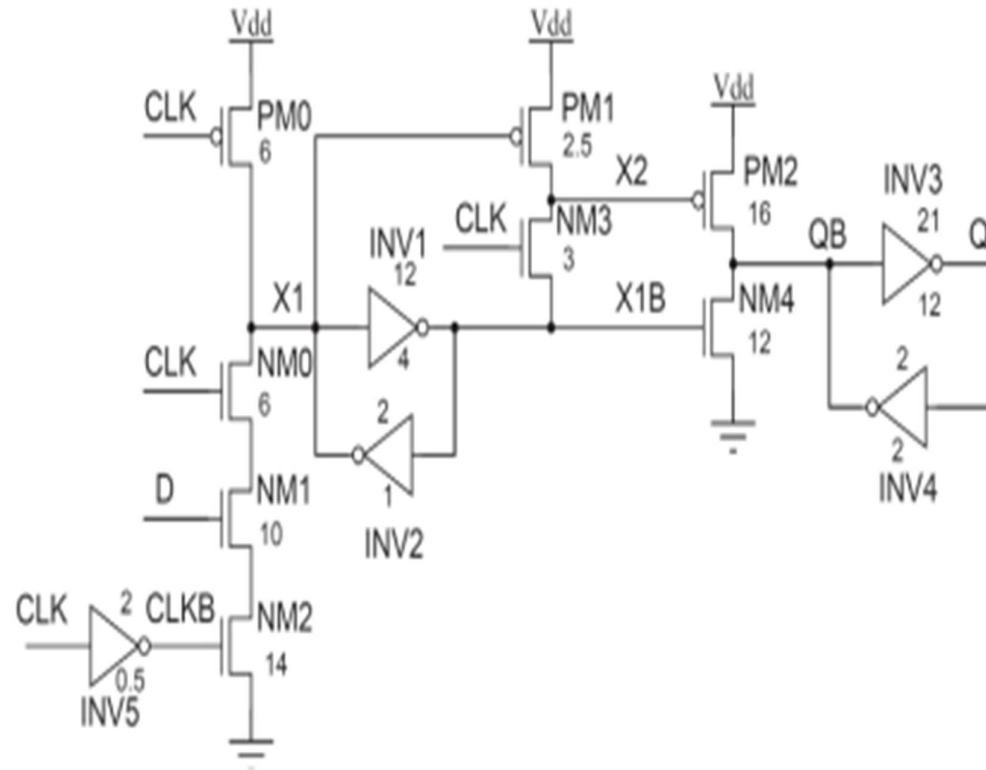 Vdd
Vdd
Vdd
CLK
PM0
6
PM1
2.5
X2
PM2
16
INV3
21
CLK
NM3
3
QB
Q
INV1
12
X1
X1B
NM4
12
12
4
CLK
NM0
6
2
2
D
NM1
10
1
INV2
2
INV4
CLK
2
CLKB
NM2
14
0.5
INV5